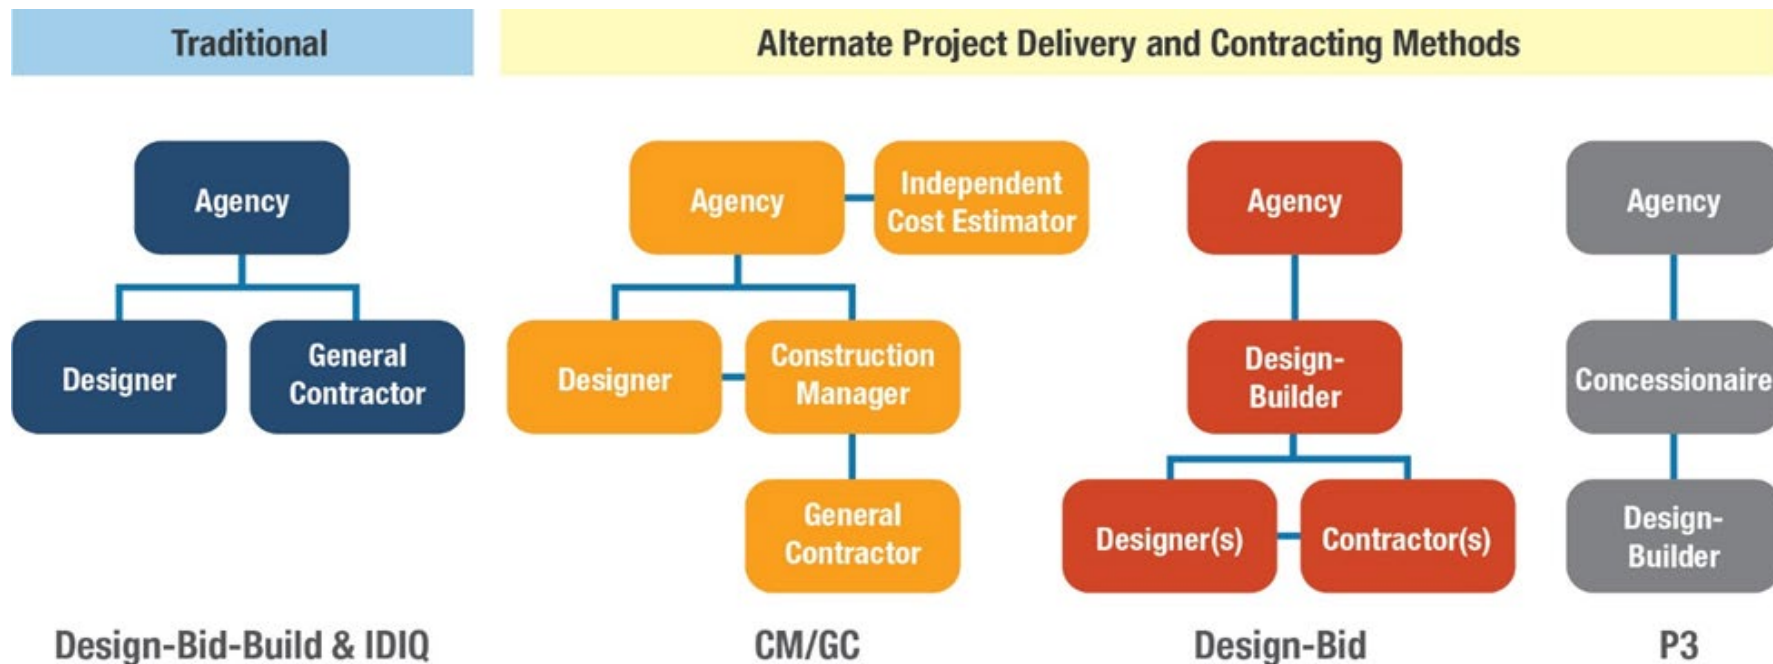 Traditional
Alternate Project Delivery and Contracting Methods
Agency
Designer
General
Contractor
Design-Bid-Build & IDIQ
Agency
Independent
Cost Estimator
Designer
Construction
Manager
General
Contractor
CM/GC
Agency
Design-
Builder
Designer(s)
Contractor(s)
Design-Bid
Agency
Concessionaire
Design-
Builder
P3